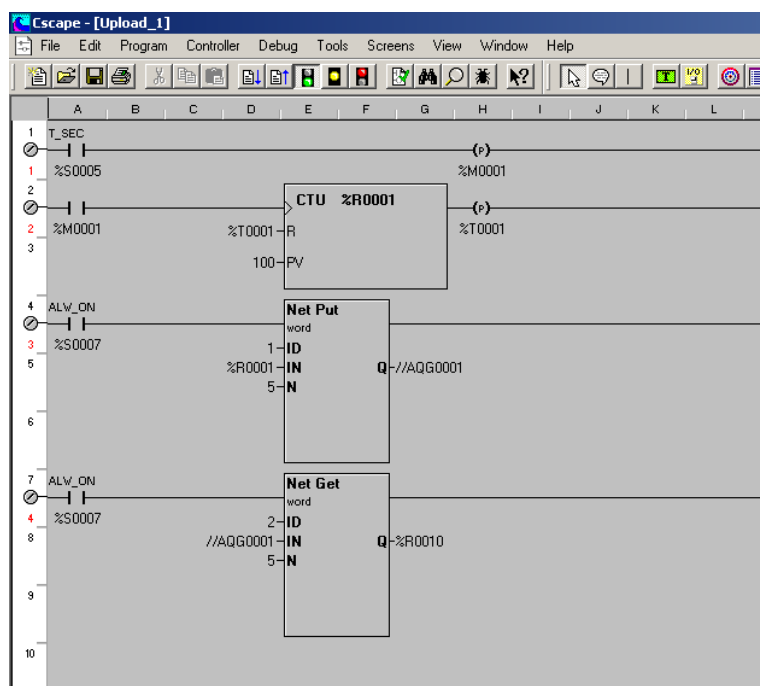 Cscape - [Upload_1]
File Edit Program Controller Debug Tools Screens View Window Help
T I/O
A B C D E F G H I J K L
1 T_SEC
(P)
1 %S0005 %M0001
2
CTU %R0001
(P)
2 %M0001 %T0001 R %T0001
3
100 PV
4 ALW_ON Net Put
word
3 %S0007
1 ID
5 %R0001 IN Q //AQG0001
5 N
6
7 ALW_ON Net Get
word
4 %S0007
2 ID
8 //AQG0001 IN Q %R0010
5 N
9
10